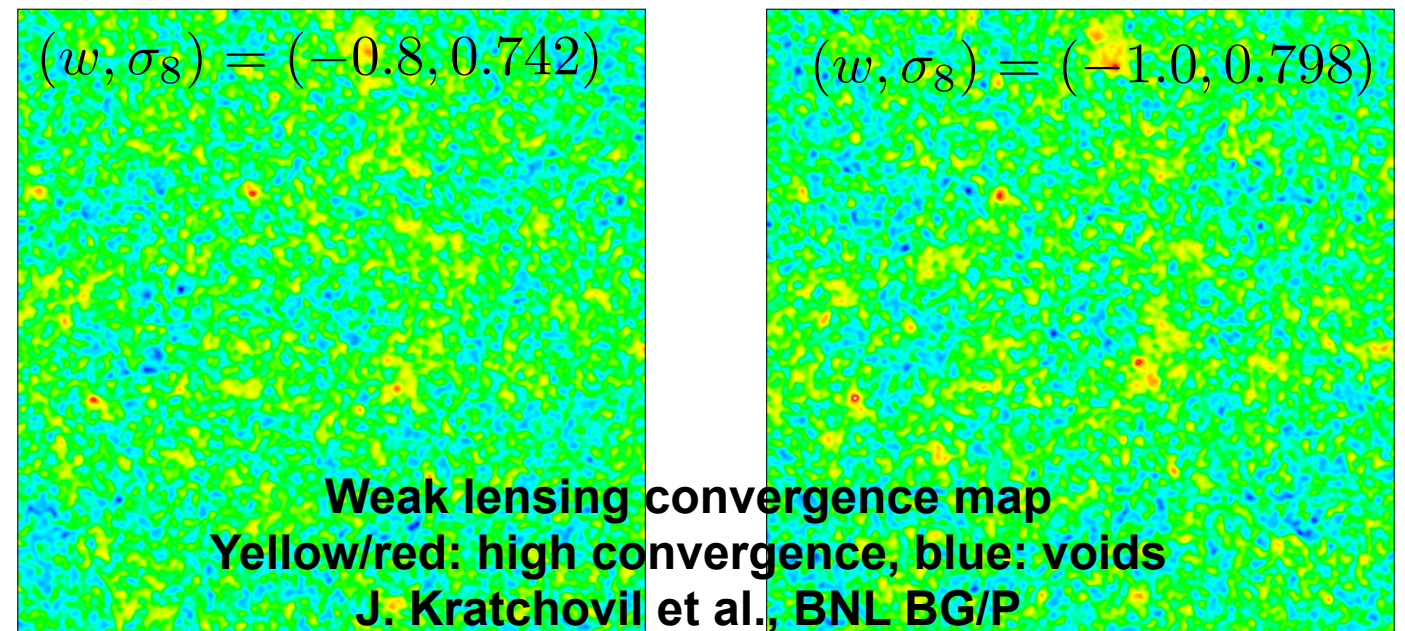 (w, σ₈) = (−0.8, 0.742)
(w, σ₈) = (−1.0, 0.798)
Weak lensing convergence map
Yellow/red: high convergence, blue: voids
J. Kratchovil et al., BNL BG/P